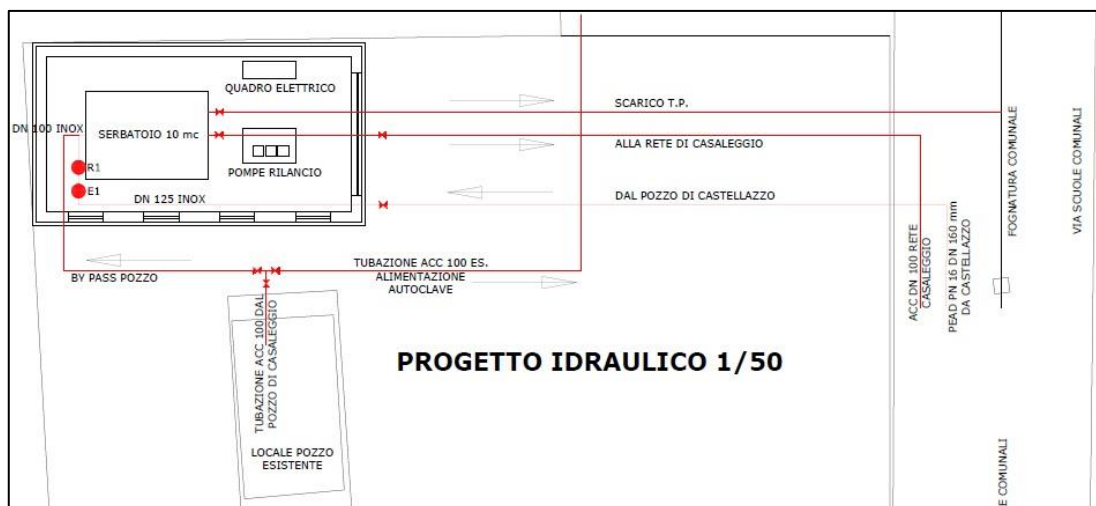 QUADRO ELETTRICO
SCARICO T.P.
DN 100 INOX
SERBATOIO 10 mc
ALLA RETE DI CASALEGGIO
R1
POMPE RILANCIO
E1
DN 125 INOX
DAL POZZO DI CASTELLAZZO
BY PASS POZZO
TUBAZIONE ACC 100 ES.
ALIMENTAZIONE
AUTOCLAVE
TUBAZIONE ACC 100 DAL
POZZO DI CASALEGGIO
LOCALE POZZO
ESISTENTE
PROGETTO IDRAULICO 1/50
ACC DN 100 RETE
CASALEGGIO
PEAD PN 16 DN 160 mm
DA CASTELLAZZO
FOGNATURA COMUNALE
VIA SCUOLE COMUNALI
E COMUNALI